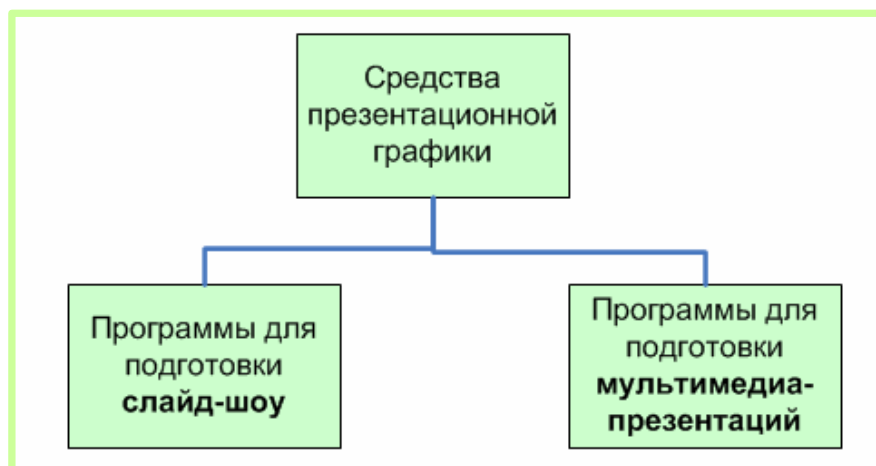 Средства
презентационной
графики
Программы для
подготовки
слайд-шоу
Программы для
подготовки
мультимедиа-
презентаций